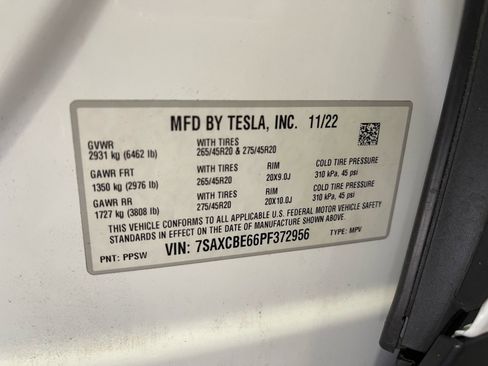 MFD BY TESLA, INC. 11/22
GVWR WITH TIRES
2931 kg (6462 lb) 265/45R20 & 275/45R20
GAWR FRT WITH TIRES RIM COLD TIRE PRESSURE
1350 kg (2976 lb) 265/45R20 20X9.0J 310 kPa, 45 psi
GAWR RR WITH TIRES RIM COLD TIRE PRESSURE
1727 kg (3808 lb) 275/45R20 20X10.0J 310 kPa, 45 psi
THIS VEHICLE CONFORMS TO ALL APPLICABLE U.S. FEDERAL MOTOR VEHICLE SAFETY
STANDARDS IN EFFECT ON THE DATE OF MANUFACTURE SHOWN ABOVE.
VIN: 7SAXCBE66PF372956
PNT: PPSW TYPE: MPV